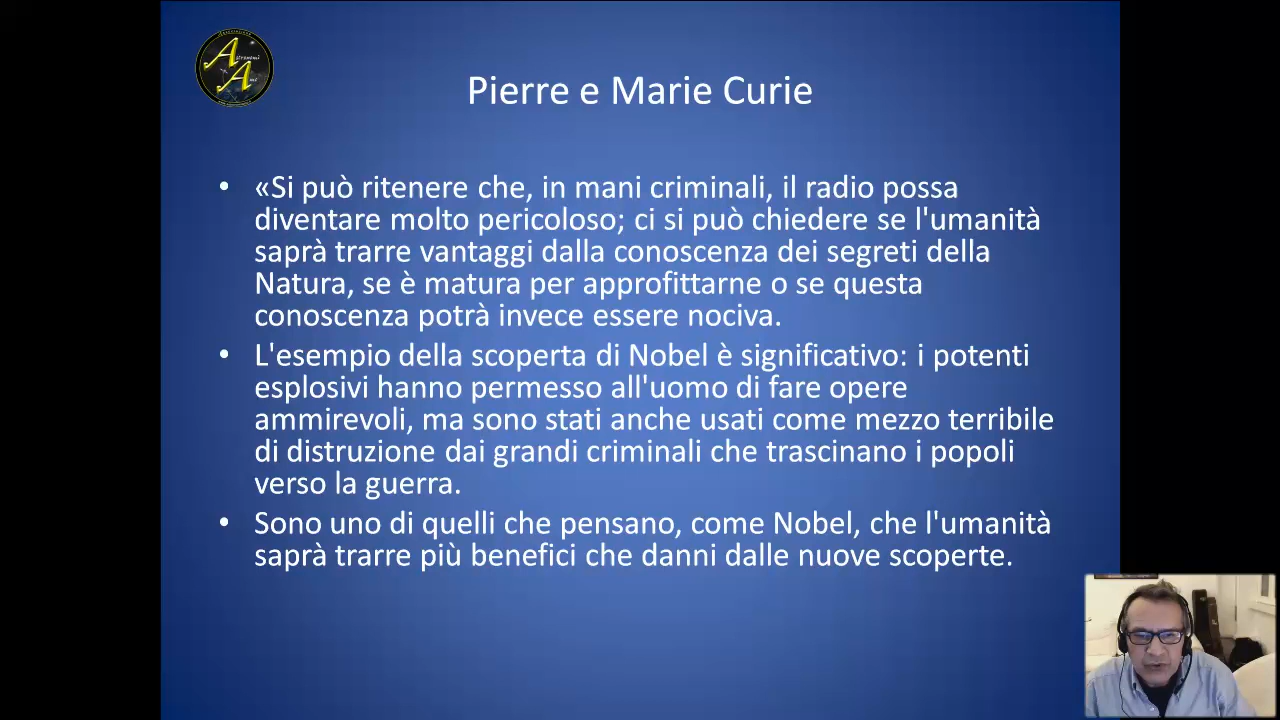 Pierre e Marie Curie
• «Si può ritenere che, in mani criminali, il radio possa
diventare molto pericoloso; ci si può chiedere se l'umanità
saprà trarre vantaggi dalla conoscenza dei segreti della
Natura, se è matura per approfittarne o se questa
conoscenza potrà invece essere nociva.
• L'esempio della scoperta di Nobel è significativo: i potenti
esplosivi hanno permesso all'uomo di fare opere
ammirevoli, ma sono stati anche usati come mezzo terribile
di distruzione dai grandi criminali che trascinano i popoli
verso la guerra.
• Sono uno di quelli che pensano, come Nobel, che l'umanità
saprà trarre più benefici che danni dalle nuove scoperte.